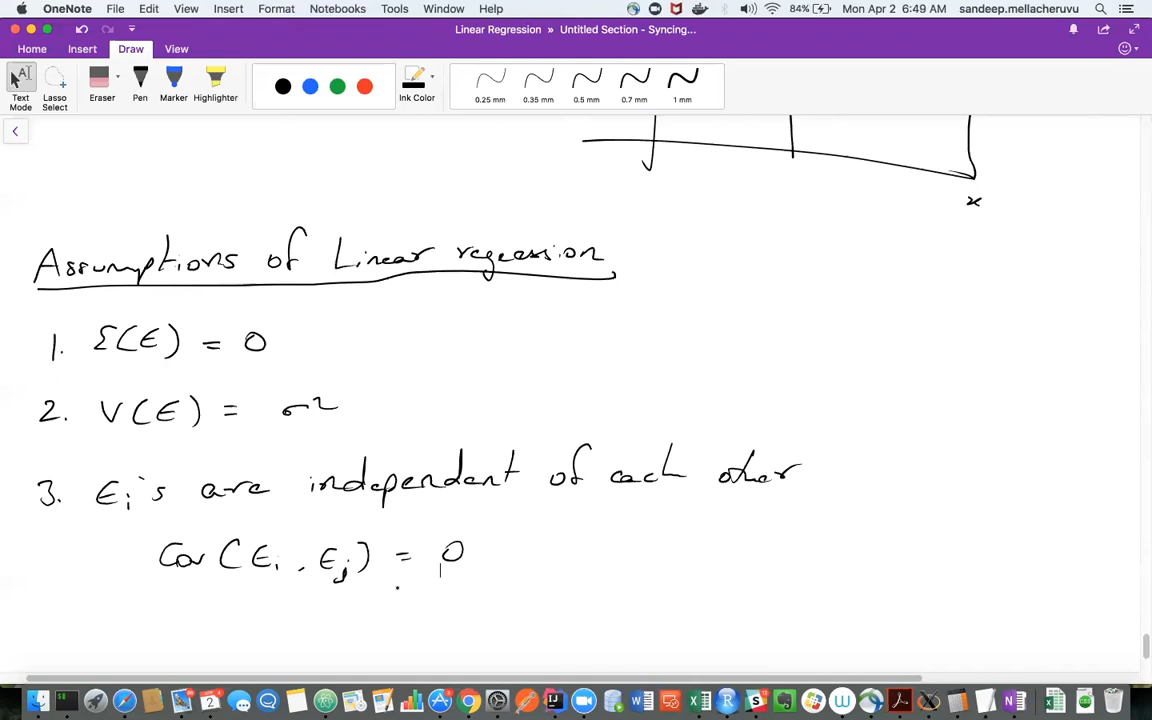 OneNote File Edit View Insert Format Notebooks Tools Window Help 84% Mon Apr 2 6:49 AM sandeep.mellacheruvu
Linear Regression » Untitled Section - Syncing...
Home Insert Draw View
Text Mode Lasso Select Eraser Pen Marker Highlighter Ink Color 0.25 mm 0.35 mm 0.5 mm 0.7 mm 1 mm
x
Assumptions of Linear regression
1. Σ(ϵ) = 0
2. V(ϵ) = σ²
3. ϵᵢ's are independent of each other
Cov(ϵᵢ, ϵⱼ) = 0